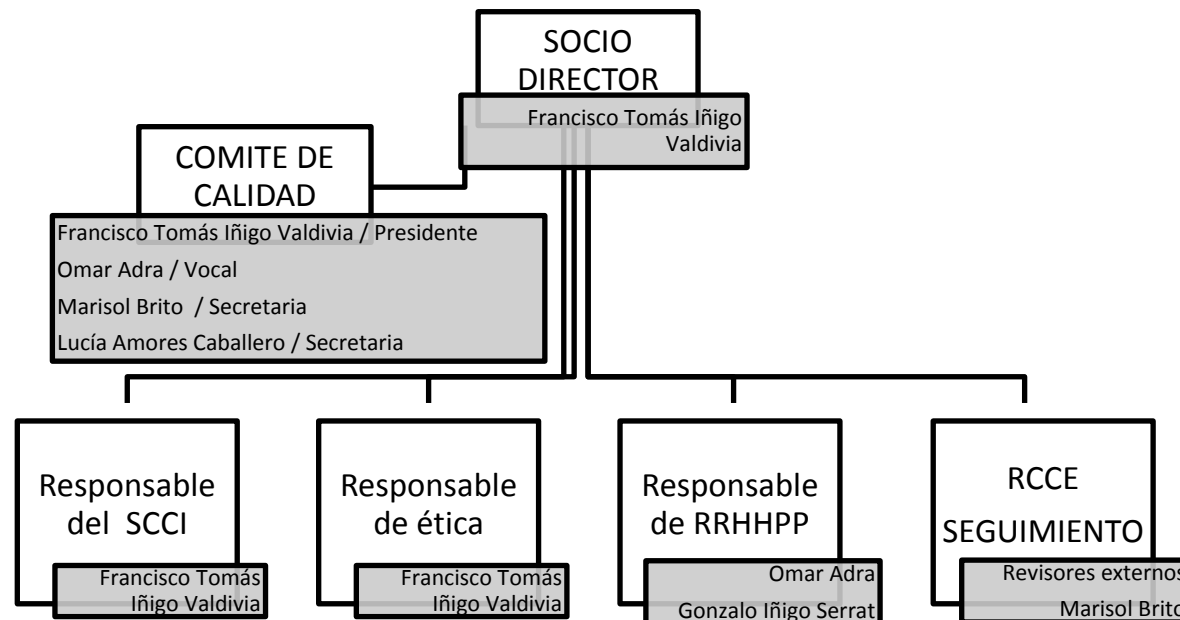 SOCIO
DIRECTOR
Francisco Tomás Iñigo
Valdivia
COMITE DE
CALIDAD
Francisco Tomás Iñigo Valdivia / Presidente
Omar Adra / Vocal
Marisol Brito / Secretaria
Lucía Amores Caballero / Secretaria
Responsable
del SCCI
Francisco Tomás
Iñigo Valdivia
Responsable
de ética
Francisco Tomás
Iñigo Valdivia
Responsable
de RRHHPP
Omar Adra
Gonzalo Iñigo Serrat
RCCE
SEGUIMIENTO
Revisores externos
Marisol Brito